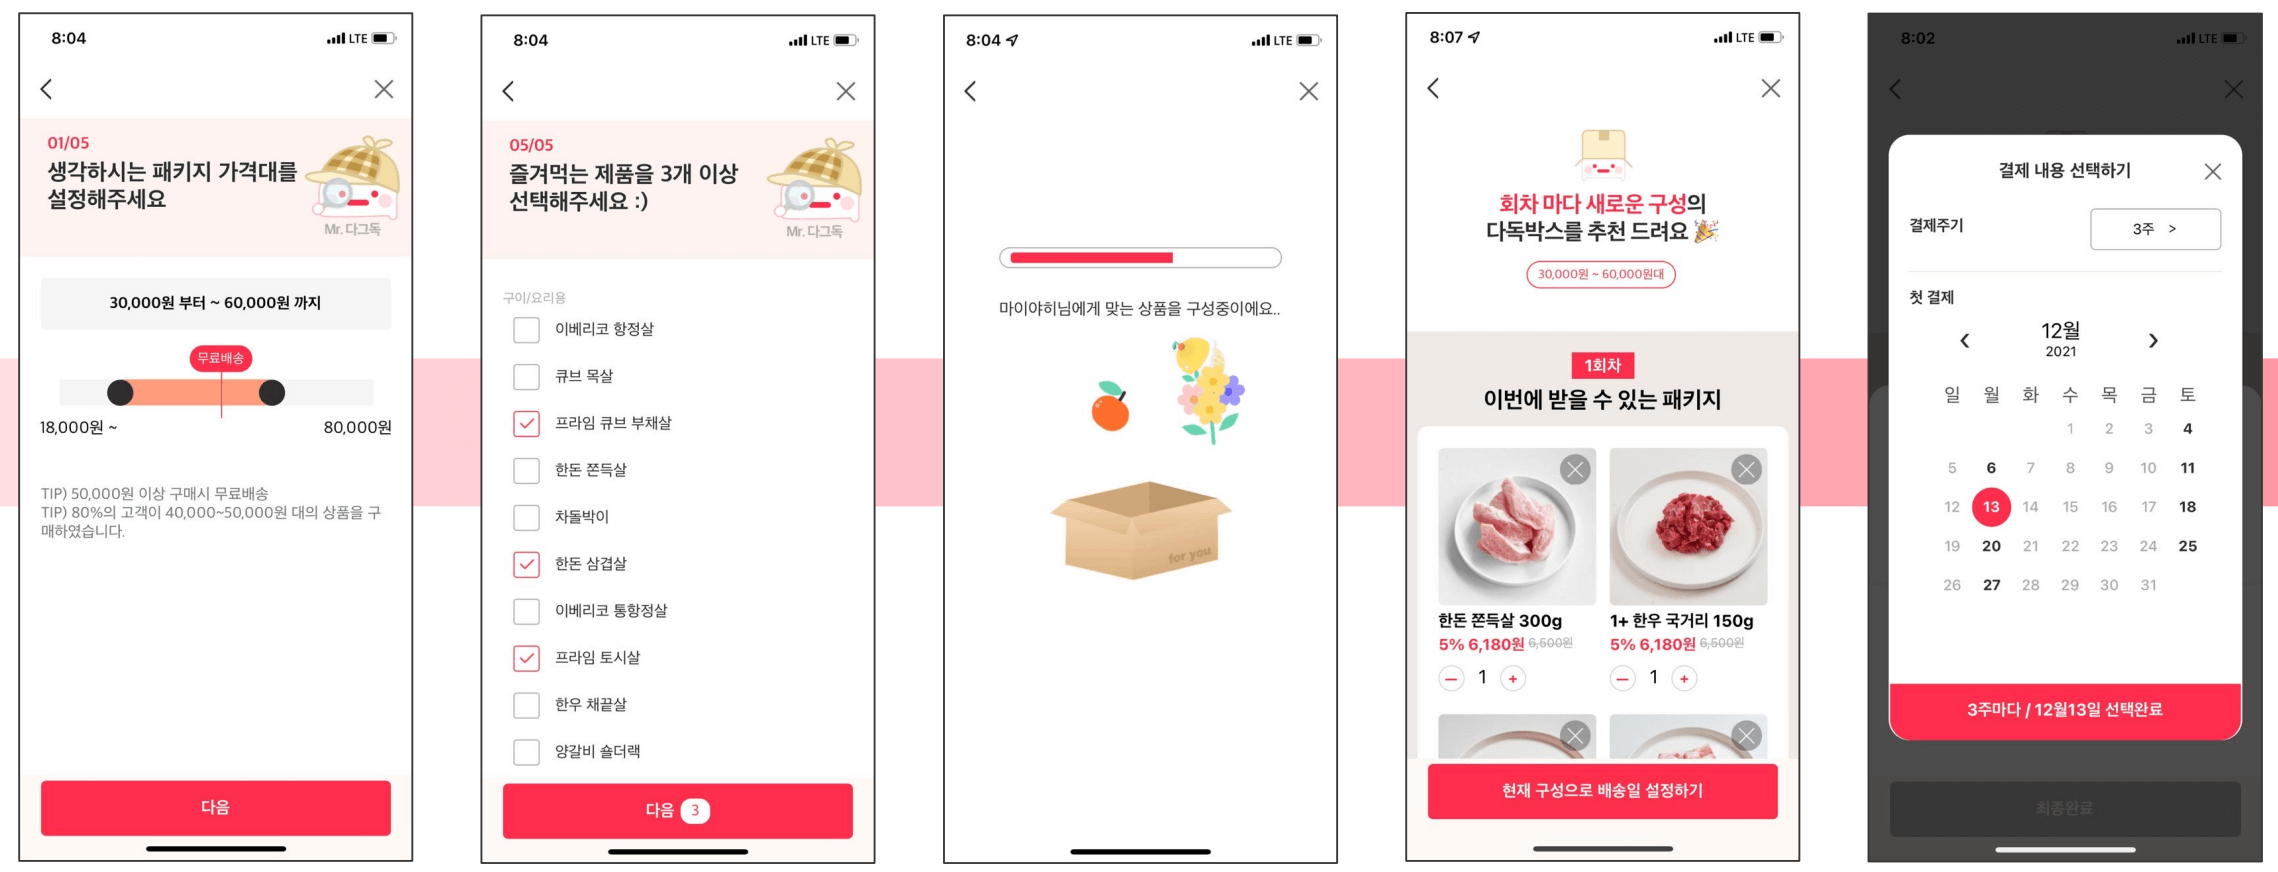 8:04
LTE
01/05
생각하시는 패키지 가격대를
설정해주세요
Mr. 다그독
30,000원 부터 ~ 60,000원 까지
무료배송
18,000원 ~
80,000원
TIP) 50,000원 이상 구매시 무료배송
TIP) 80%의 고객이 40,000~50,000원 대의 상품을 구
매하였습니다.
다음
8:04
LTE
05/05
즐겨먹는 제품을 3개 이상
선택해주세요 :)
Mr. 다그독
구이/요리용
이베리코 항정살
큐브 목살
프라임 큐브 부채살
한돈 쫀득살
차돌박이
한돈 삼겹살
이베리코 통항정살
프라임 토시살
한우 채끝살
양갈비 숄더랙
다음 3
8:04
LTE
마이야히님에게 맞는 상품을 구성중이에요..
for you
8:07
LTE
회차 마다 새로운 구성의
다독박스를 추천 드려요
30,000원 ~ 60,000원대
1회차
이번에 받을 수 있는 패키지
한돈 쫀득살 300g
5% 6,180원 6,500원
1
1+ 한우 국거리 150g
5% 6,180원 6,500원
1
현재 구성으로 배송일 설정하기
8:02
LTE
결제 내용 선택하기
결제주기
3주 >
첫 결제
12월
2021
일 월 화 수 목 금 토
1 2 3 4
5 6 7 8 9 10 11
12 13 14 15 16 17 18
19 20 21 22 23 24 25
26 27 28 29 30 31
3주마다 / 12월13일 선택완료
최종완료